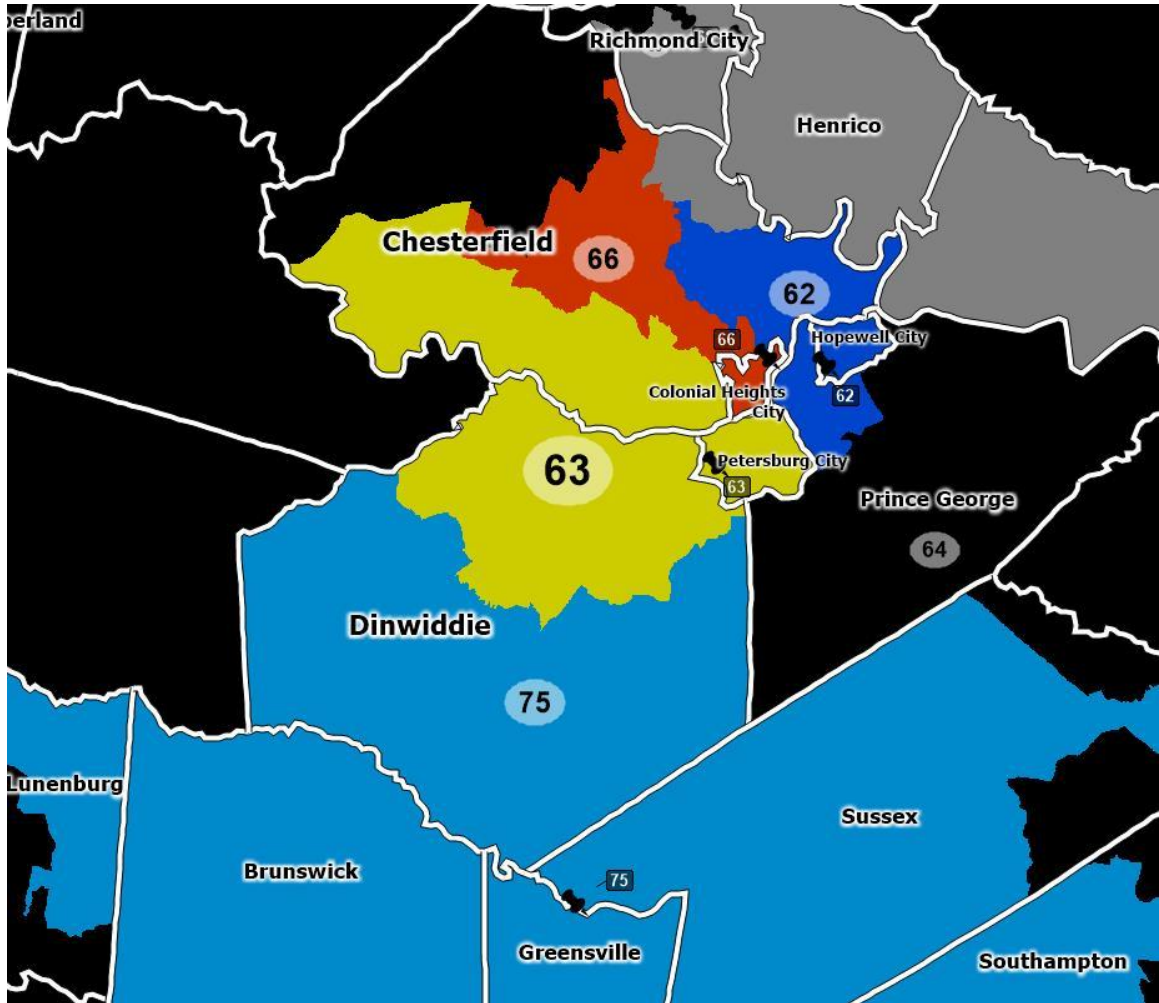 berland
Richmond City
Henrico
Chesterfield
66
62
66
Hopewell City
Colonial Heights
City
62
63
Petersburg City
63
Prince George
64
Dinwiddie
75
Lunenburg
Sussex
Brunswick
75
Greensville
Southampton